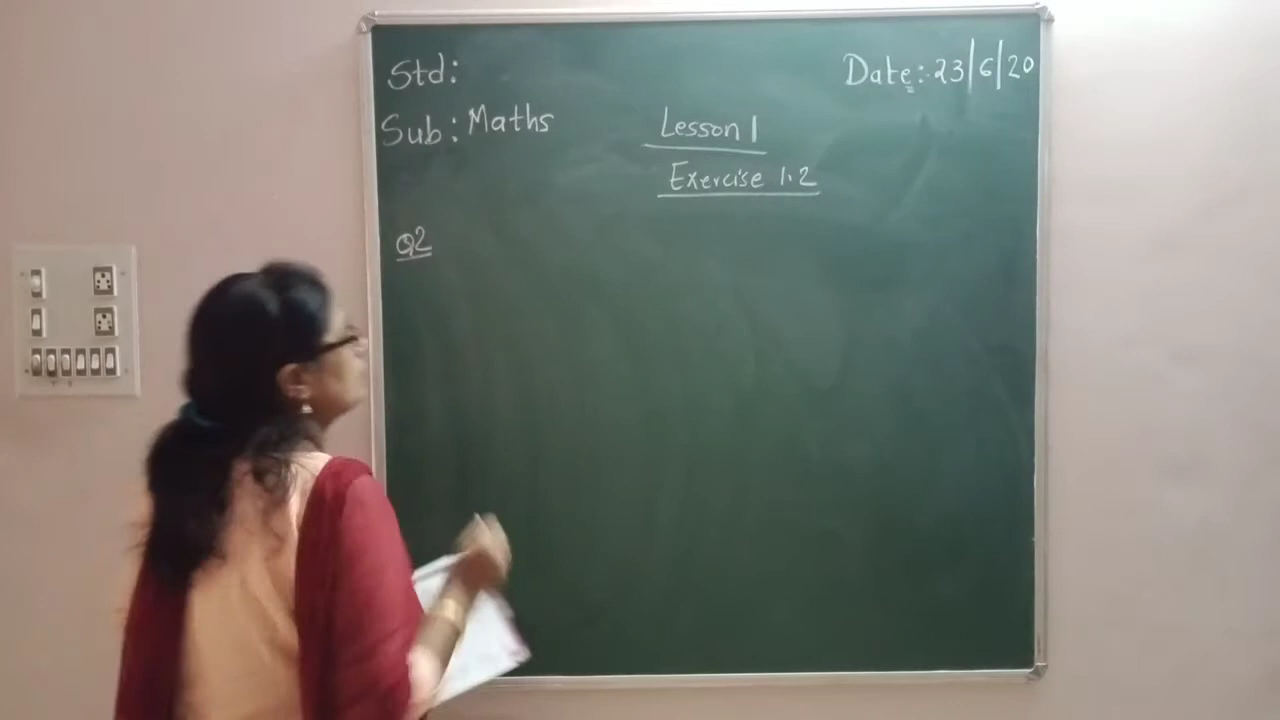 Std:
Date: 23/6/20
Sub: Maths
Lesson 1
Exercise 1.2
Q2